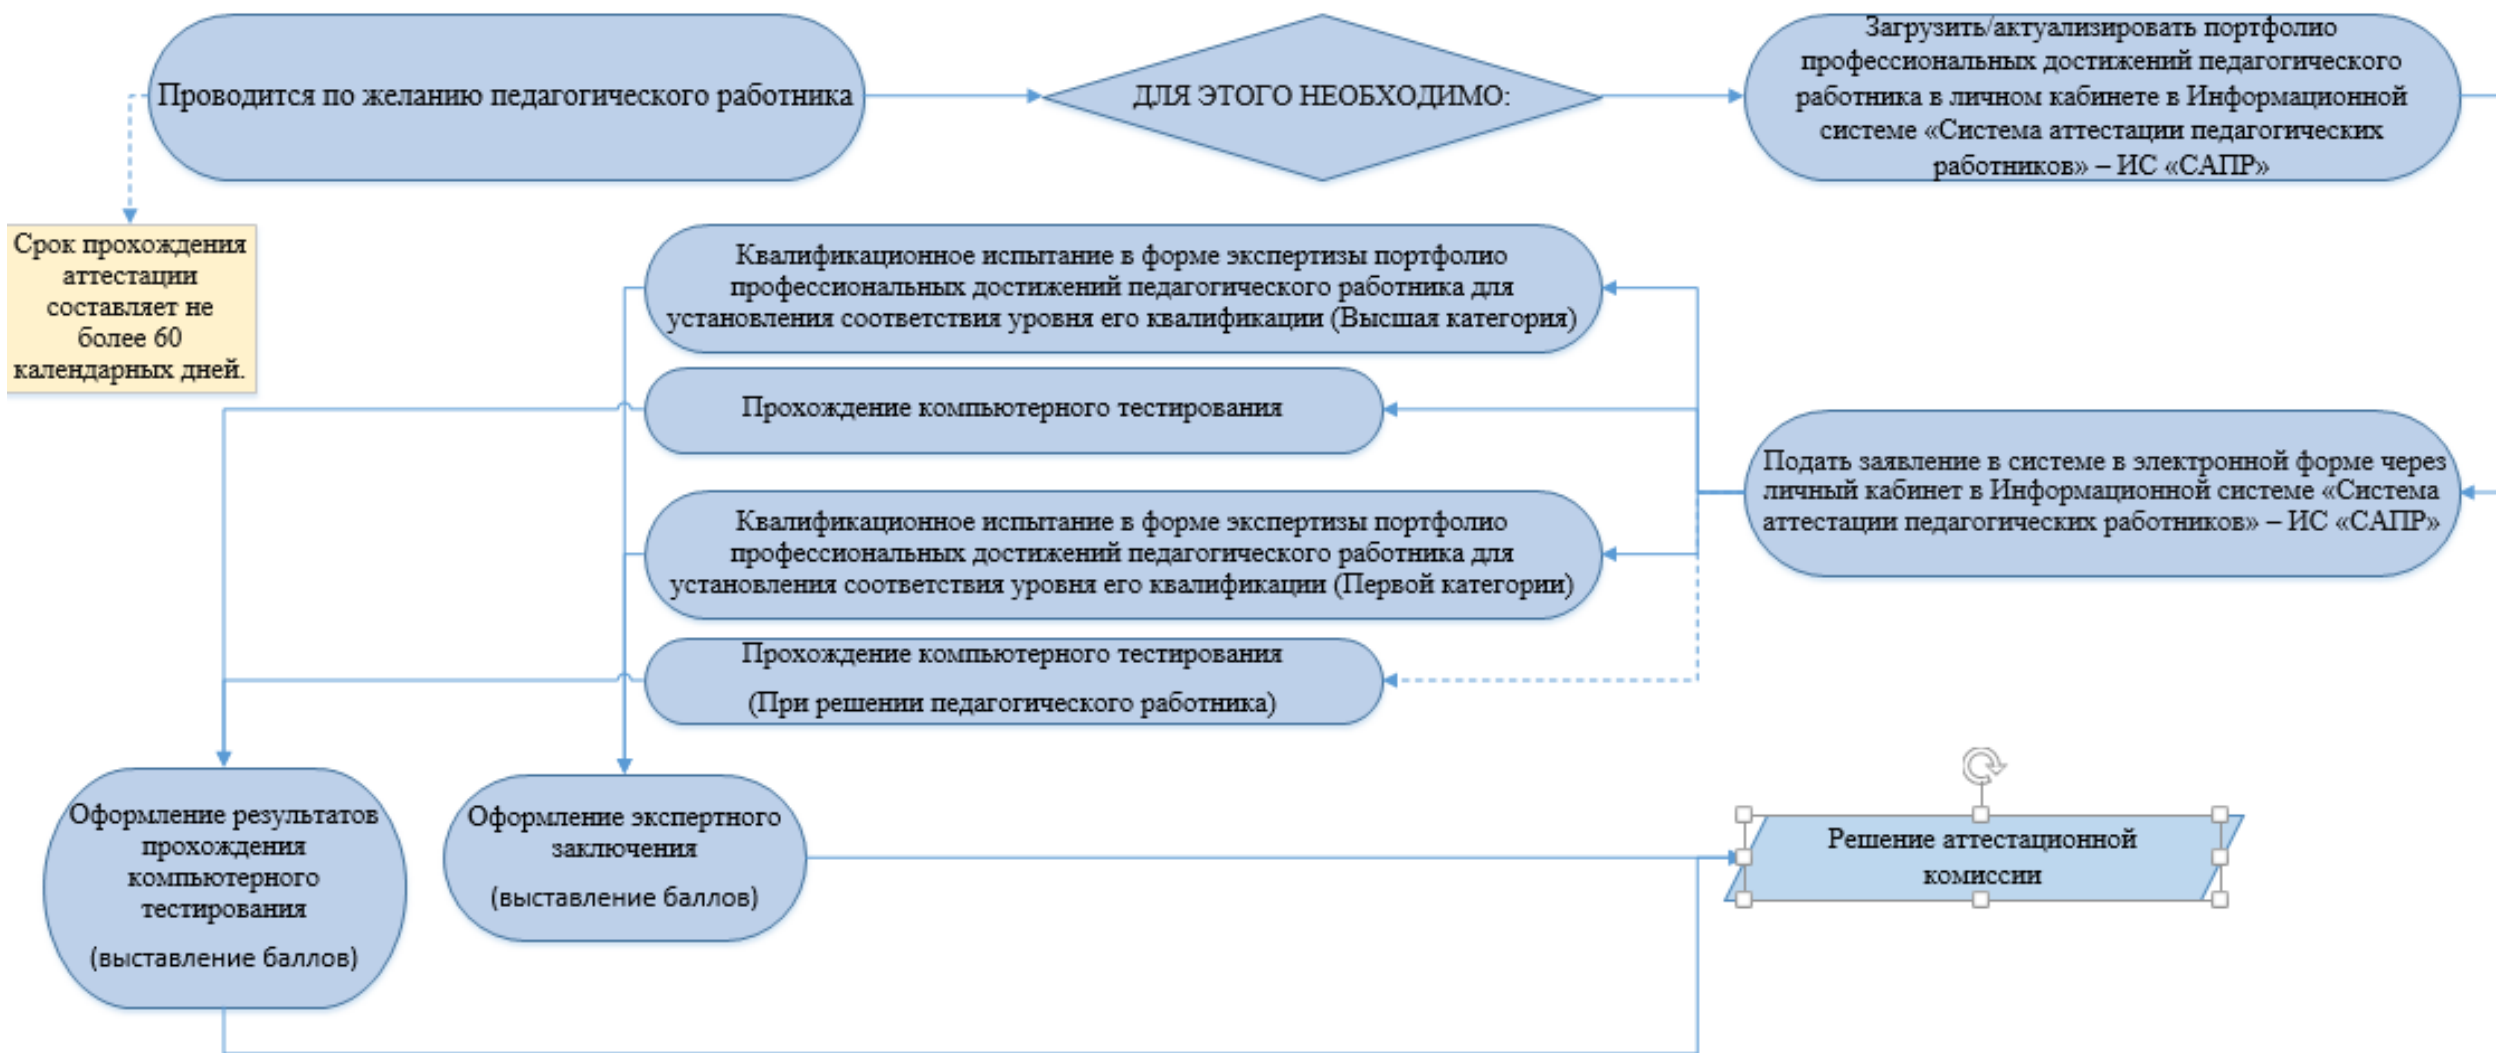 Проводится по желанию педагогического работника
ДЛЯ ЭТОГО НЕОБХОДИМО:
Загрузить/актуализировать портфолио
профессиональных достижений педагогического
работника в личном кабинете в Информационной
системе «Система аттестации педагогических
работников» – ИС «САПР»
Срок прохождения
аттестации
составляет не
более 60
календарных дней.
Квалификационное испытание в форме экспертизы портфолио
профессиональных достижений педагогического работника для
установления соответствия уровня его квалификации (Высшая категория)
Прохождение компьютерного тестирования
Подать заявление в системе в электронной форме через
личный кабинет в Информационной системе «Система
аттестации педагогических работников» – ИС «САПР»
Квалификационное испытание в форме экспертизы портфолио
профессиональных достижений педагогического работника для
установления соответствия уровня его квалификации (Первой категории)
Прохождение компьютерного тестирования
(При решении педагогического работника)
Оформление результатов
прохождения
компьютерного
тестирования
(выставление баллов)
Оформление экспертного
заключения
(выставление баллов)
Решение аттестационной
комиссии